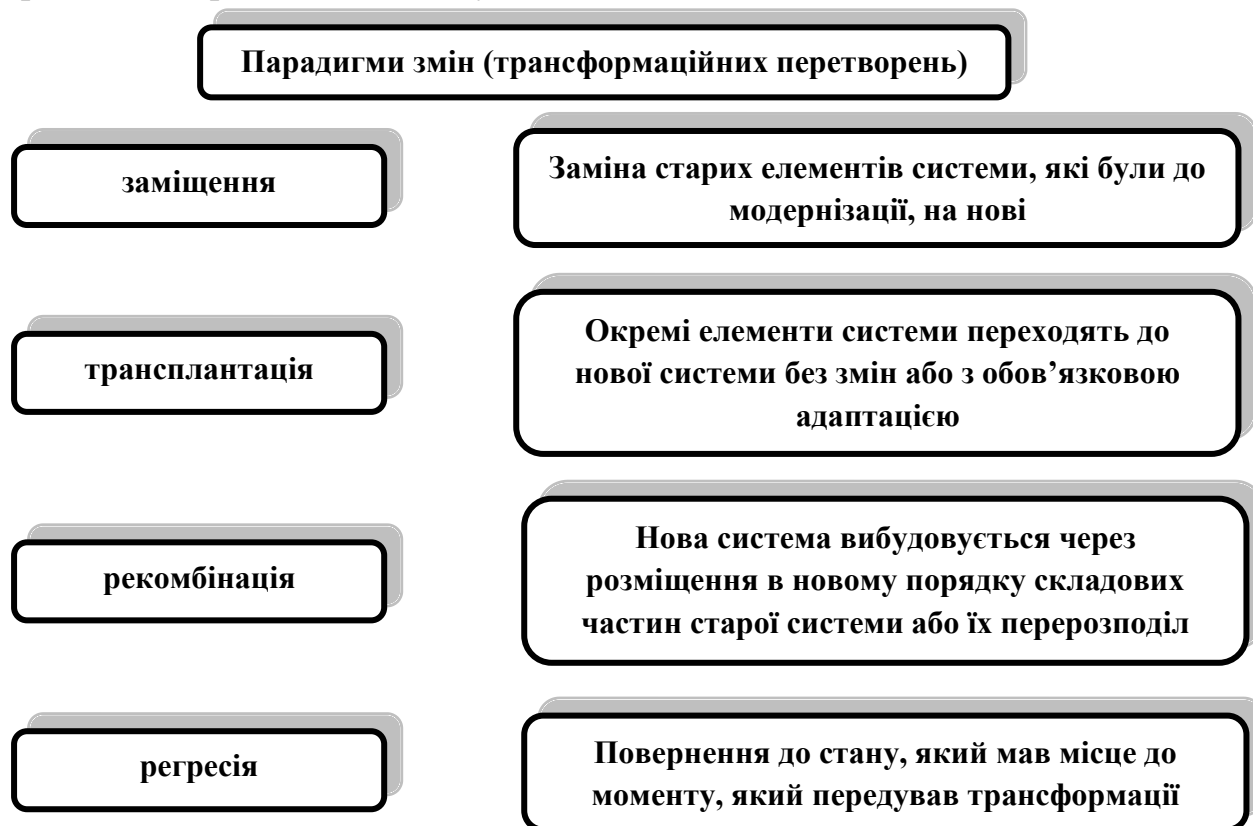 Парадигми змін (трансформаційних перетворень)
заміщення
Заміна старих елементів системи, які були до
модернізації, на нові
трансплантація
Окремі елементи системи переходять до
нової системи без змін або з обов’язковою
адаптацією
рекомбінація
Нова система вибудовується через
розміщення в новому порядку складових
частин старої системи або їх перерозподіл
регресія
Повернення до стану, який мав місце до
моменту, який передував трансформації